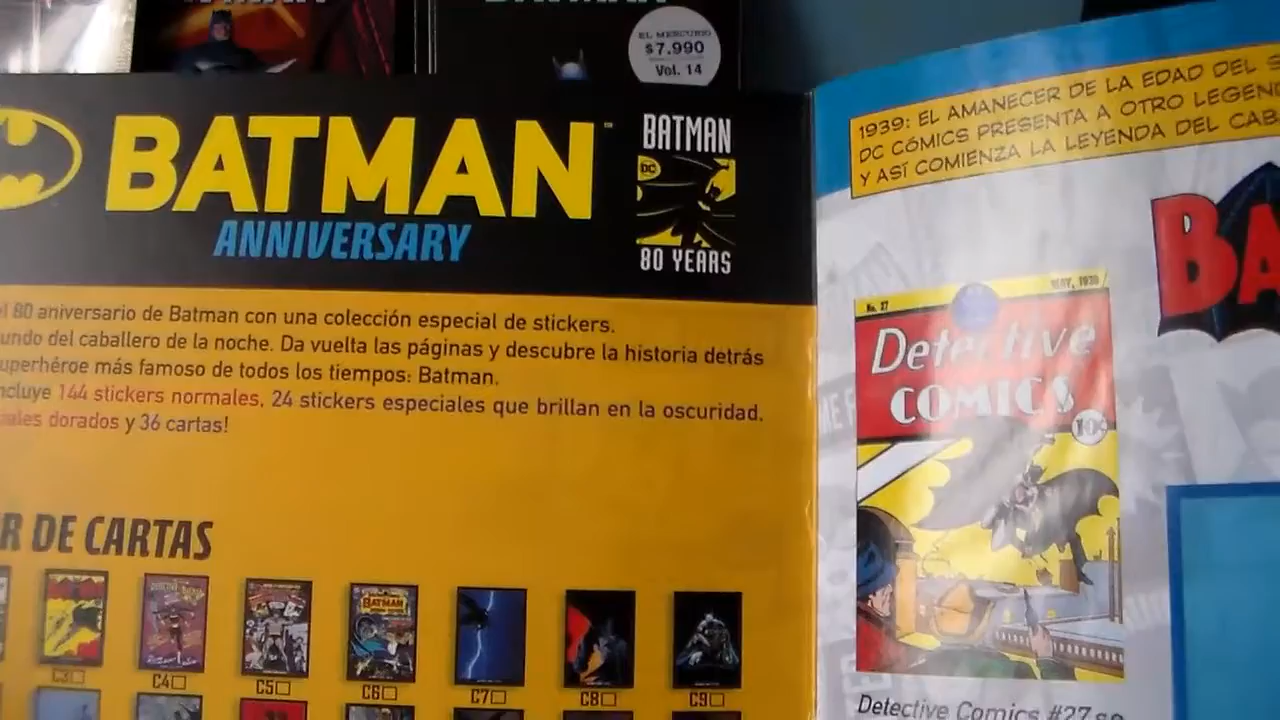 EL MERCURIO
$7.990
Vol. 14
BATMAN
ANNIVERSARY
BATMAN
DC
80 YEARS
el 80 aniversario de Batman con una colección especial de stickers.
undo del caballero de la noche. Da vuelta las páginas y descubre la historia detrás
uperhéroe más famoso de todos los tiempos: Batman.
ncluye 144 stickers normales, 24 stickers especiales que brillan en la oscuridad.
iales dorados y 36 cartas!
R DE CARTAS
C3 C4 C5 C6 C7 C8 C9
1939: EL AMANECER DE LA EDAD DEL S
DC CÓMICS PRESENTA A OTRO LEGEN
Y ASÍ COMIENZA LA LEYENDA DEL CAB
BA
No. 27
MAY, 1939
Detective
COMICS
10¢
Detective Comics #27 se